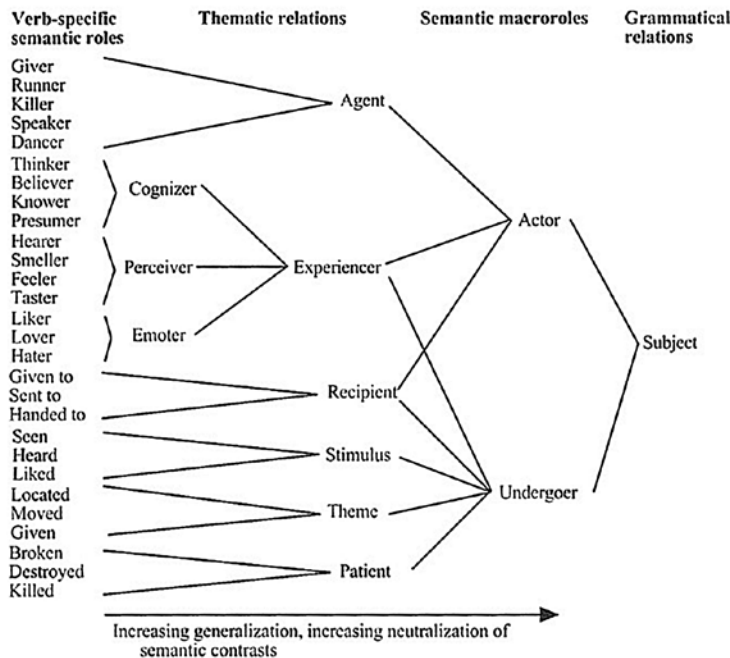 Verb-specific
semantic roles
Thematic relations
Semantic macroroles
Grammatical
relations
Giver
Runner
Killer
Speaker
Dancer
Agent
Thinker
Believer
Knower
Presumer
Cognizer
Actor
Hearer
Smeller
Feeler
Taster
Perceiver
Experiencer
Liker
Lover
Hater
Emoter
Subject
Given to
Sent to
Handed to
Recipient
Seen
Heard
Liked
Stimulus
Undergoer
Located
Moved
Given
Theme
Broken
Destroyed
Killed
Patient
Increasing generalization, increasing neutralization of
semantic contrasts